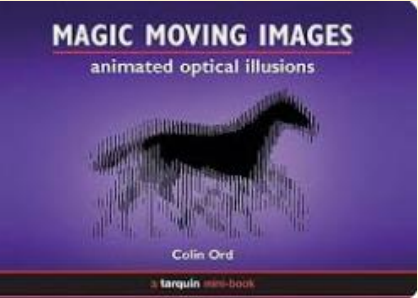 MAGIC MOVING IMAGES
animated optical illusions
Colin Ord
a tarquin mini-book